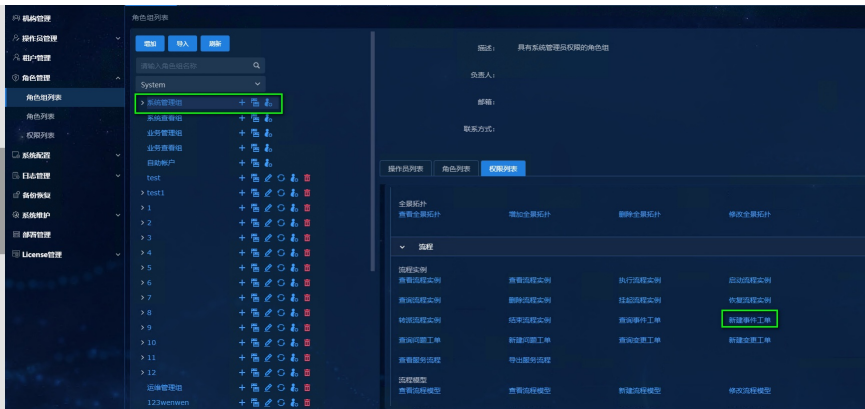 机构管理
操作员管理
租户管理
角色管理
角色组列表
角色列表
权限列表
系统配置
日志管理
备份恢复
系统维护
部署管理
License管理
角色组列表
增加 导入 刷新
请输入角色组名称
System
系统管理组
系统查看组
业务管理组
业务查看组
自助帐户
test
test1
1
2
3
4
5
6
7
8
9
10
11
12
运维管理组
123wenwen
描述： 具有系统管理员权限的角色组
负责人：
邮箱：
联系方式：
操作员列表 角色列表 权限列表
全景拓扑
查看全景拓扑 增加全景拓扑 删除全景拓扑 修改全景拓扑
流程
流程实例
查看流程实例 查看流程实例 执行流程实例 启动流程实例
查询流程实例 删除流程实例 挂起流程实例 恢复流程实例
转派流程实例 结束流程实例 查询事件工单 新建事件工单
查询问题工单 新建问题工单 查询变更工单 新建变更工单
查看服务流程 导出服务流程
流程模型
查看流程模型 查看流程模型 新建流程模型 修改流程模型